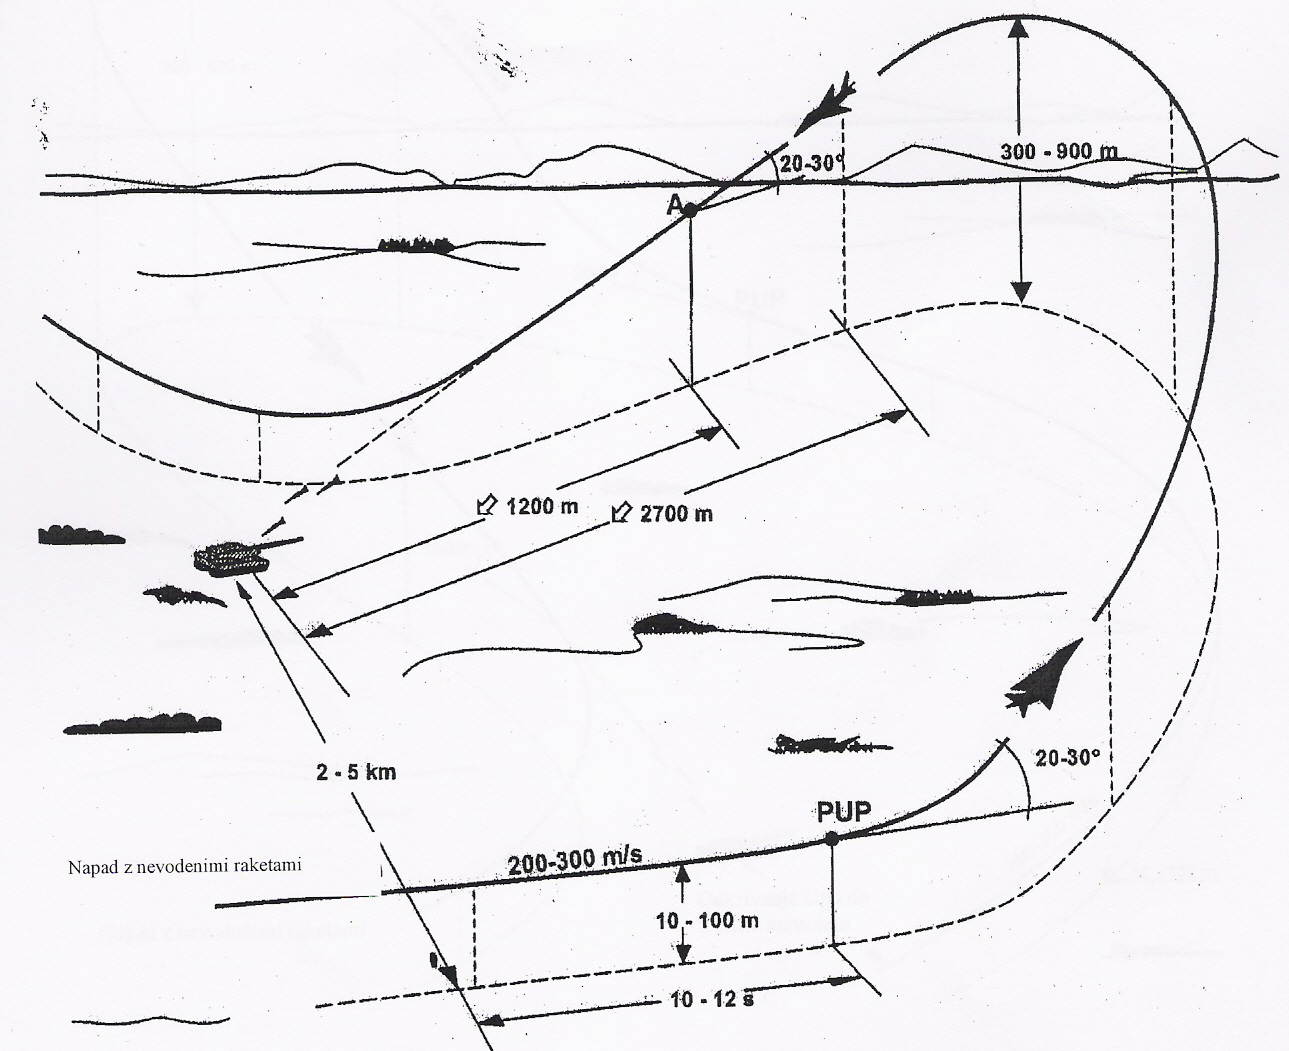 20-30°
300 - 900 m
A
1200 m
2700 m
2 - 5 km
20-30°
PUP
Napad z nevodenimi raketami
200-300 m/s
10 - 100 m
10 - 12 s